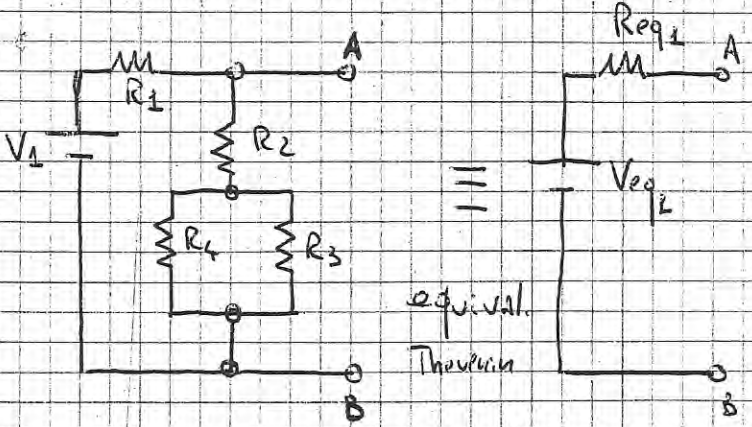 A
R1
V1
R2
R4
R3
B
≡
equival.
Thevenin
Req1
A
Veq1
B